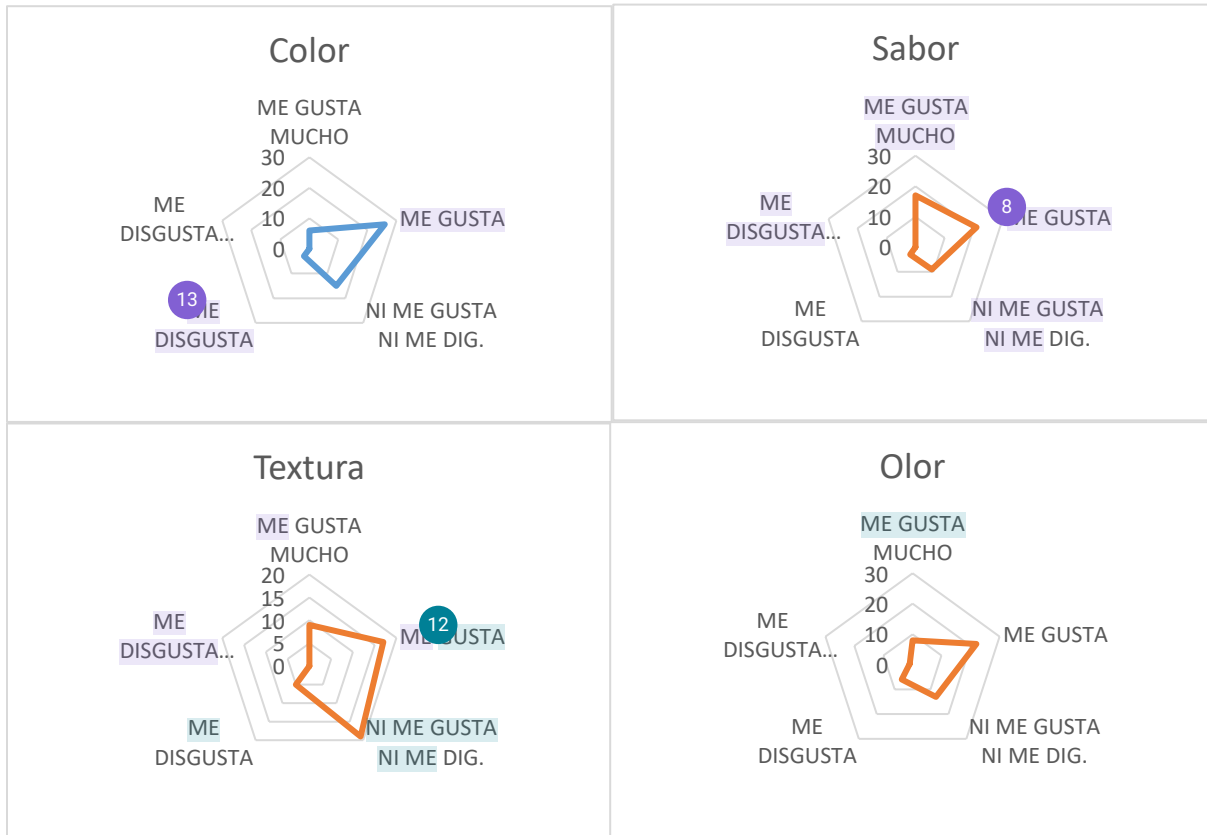 Color
ME GUSTA
MUCHO
30
20
10
0
ME GUSTA
NI ME GUSTA
NI ME DIG.
ME
DISGUSTA
ME
DISGUSTA...
13
Sabor
ME GUSTA
MUCHO
30
20
10
0
8
ME GUSTA
NI ME GUSTA
NI ME DIG.
ME
DISGUSTA
ME
DISGUSTA...
Textura
ME GUSTA
MUCHO
20
15
10
5
0
12
ME GUSTA
NI ME GUSTA
NI ME DIG.
ME
DISGUSTA
ME
DISGUSTA...
Olor
ME GUSTA
MUCHO
30
20
10
0
ME GUSTA
NI ME GUSTA
NI ME DIG.
ME
DISGUSTA
ME
DISGUSTA...